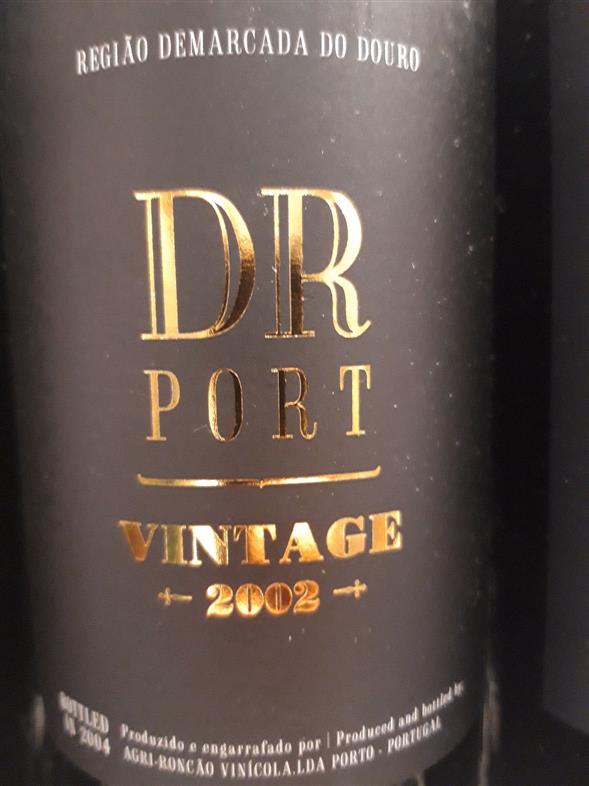 REGIÃO DEMARCADA DO DOURO
DR
PORT
VINTAGE
2002
BOTTLED
IN 2004
Produzido e engarrafado por | Produced and bottled by:
AGRI-RONCÃO VINÍCOLA.LDA PORTO - PORTUGAL